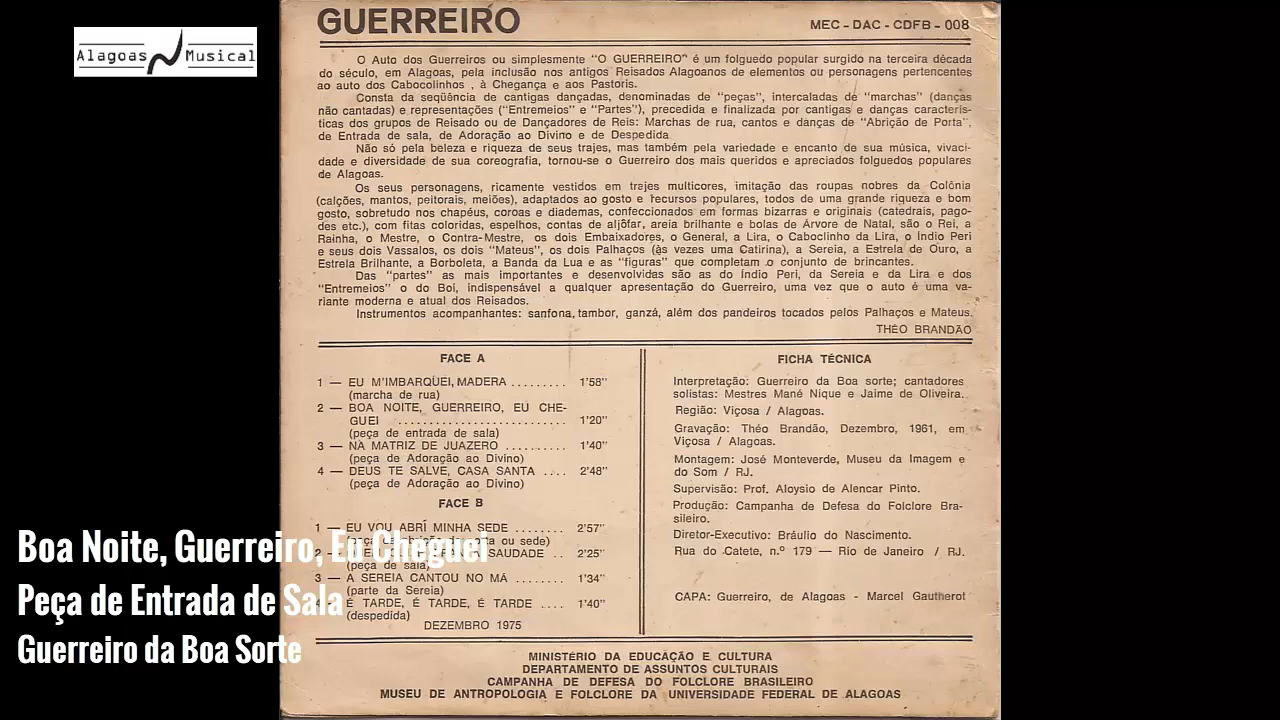 Alagoas Musical
GUERREIRO
MEC - DAC - CDFB - 008
O Auto dos Guerreiros ou simplesmente "O GUERREIRO" é um folguedo popular surgido na terceira década
do século, em Alagoas, pela inclusão nos antigos Reisados Alagoanos de elementos ou personagens pertencentes
ao auto dos Cabocolinhos , à Chegança e aos Pastoris.
Consta da seqüência de cantigas dançadas, denominadas de "peças", intercaladas de "marchas" (danças
não cantadas) e representações ("Entremeios" e "Partes"), precedida e finalizada por cantigas e danças caracterís-
ticas dos grupos de Reisado ou de Dançadores de Reis: Marchas de rua, cantos e danças de "Abrição de Porta",
de Entrada de sala, de Adoração ao Divino e de Despedida
Não só pela beleza e riqueza de seus trajes, mas também pela variedade e encanto de sua música, vivaci-
dade e diversidade de sua coreografia, tornou-se o Guerreiro dos mais queridos e apreciados folguedos populares
de Alagoas.
Os seus personagens, ricamente vestidos em trajes multicores, imitação das roupas nobres da Colônia
(calções, mantos, peitorais, meiões), adaptados ao gosto e recursos populares, todos de uma grande riqueza e bom
gosto, sobretudo nos chapéus, coroas e diademas, confeccionados em formas bizarras e originais (catedrais, pago-
des etc.), com fitas coloridas, espelhos, contas de aljôfar, areia brilhante e bolas de Árvore de Natal, são o Rei, a
Rainha, o Mestre, o Contra-Mestre, os dois Embaixadores, o General, a Lira, o Caboclinho da Lira, o Índio Peri
e seus dois Vassalos, os dois "Mateus", os dois Palhaços (às vezes uma Catirina), a Sereia, a Estrela de Ouro, a
Estrela Brilhante, a Borboleta, a Banda da Lua e as "figuras" que completam o conjunto de brincantes.
Das "partes" as mais importantes e desenvolvidas são as do Índio Peri, da Sereia e da Lira e dos
"Entremeios" o do Boi, indispensável a qualquer apresentação do Guerreiro, uma vez que o auto é uma va-
riante moderna e atual dos Reisados.
Instrumentos acompanhantes: sanfona, tambor, ganzá, além dos pandeiros tocados pelos Palhaços e Mateus.
THÉO BRANDÃO
FACE A
1 — EU M'IMBARQUEI, MADERA ......... 1'58"
(marcha de rua)
2 — BOA NOITE, GUERREIRO, EU CHE-
GUEI ........................... 1'20"
(peça de entrada de sala)
3 — NA MATRIZ DE JUAZERO .......... 1'40"
(peça de Adoração ao Divino)
4 — DEUS TE SALVE, CASA SANTA .... 2'48"
(peça de Adoração ao Divino)
FACE B
1 — EU VOU ABRÍ MINHA SEDE ........ 2'57"
ou sede)
2 SAUDADE .. 2'25"
(peça de sala)
3 — A SEREIA CANTOU NO MÁ ......... 1'34"
(parte da Sereia)
É TARDE, É TARDE, É TARDE .... 1'40"
(despedida)
DEZEMBRO 1975
FICHA TÉCNICA
Interpretação: Guerreiro da Boa sorte; cantadores
solistas: Mestres Mané Nique e Jaime de Oliveira.
Região: Viçosa / Alagoas.
Gravação: Théo Brandão, Dezembro, 1961, em
Viçosa / Alagoas.
Montagem: José Monteverde, Museu da Imagem e
do Som / RJ.
Supervisão: Prof. Aloysio de Alencar Pinto.
Produção: Campanha de Defesa do Folclore Bra-
sileiro.
Diretor-Executivo: Bráulio do Nascimento.
Rua do Catete, n.º 179 — Rio de Janeiro / RJ.
CAPA: Guerreiro, de Alagoas - Marcel Gautherot
MINISTÉRIO DA EDUCAÇÃO E CULTURA
DEPARTAMENTO DE ASSUNTOS CULTURAIS
CAMPANHA DE DEFESA DO FOLCLORE BRASILEIRO
MUSEU DE ANTROPOLOGIA E FOLCLORE DA UNIVERSIDADE FEDERAL DE ALAGOAS
Boa Noite, Guerreiro, Eu Cheguei
Peça de Entrada de Sala
Guerreiro da Boa Sorte